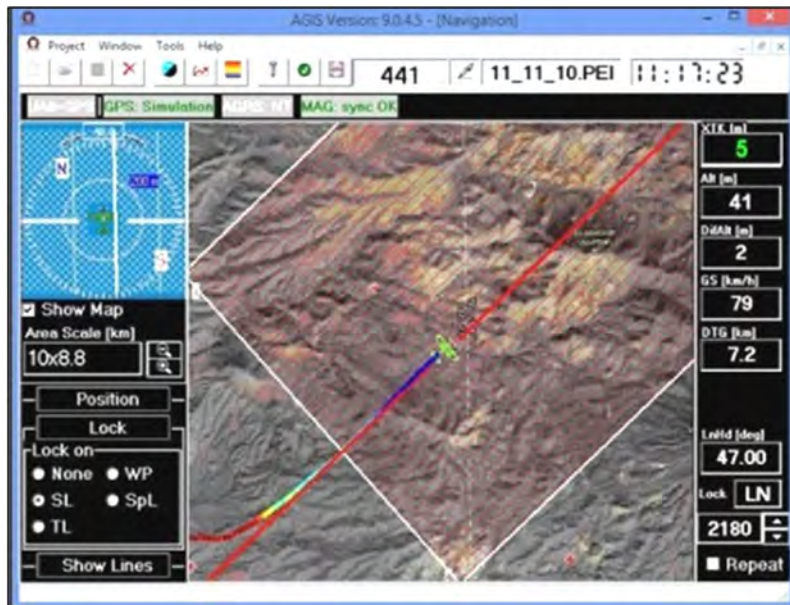 AGIS Version: 9.0.4.5 - [Navigation]
Project Window Tools Help
441
11_11_10.PEI
11:17:23
GPS: Simulation
AGRS: NT
MAG: sync OK
XTK [m]
5
N
200 m
Alt [m]
41
DifAlt [m]
2
GS [km/h]
79
DTG [km]
7.2
Show Map
Area Scale [km]
10x8.8
Position
Lock
Lock on
None WP
SL SpL
TL
Show Lines
LnHd [deg]
47.00
Lock LN
2180
Repeat